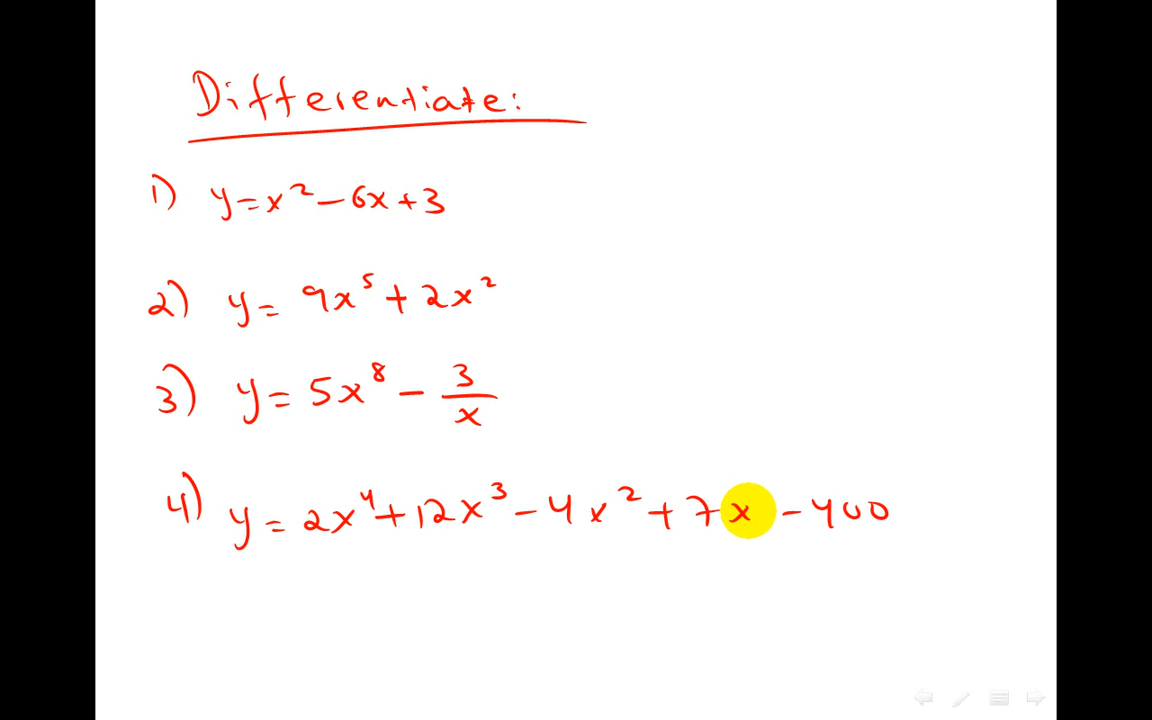 Differentiate:
1) y = x² - 6x + 3
2) y = 9x⁵ + 2x²
3) y = 5x⁸ - 3/x
4) y = 2x⁴ + 12x³ - 4x² + 7x - 400